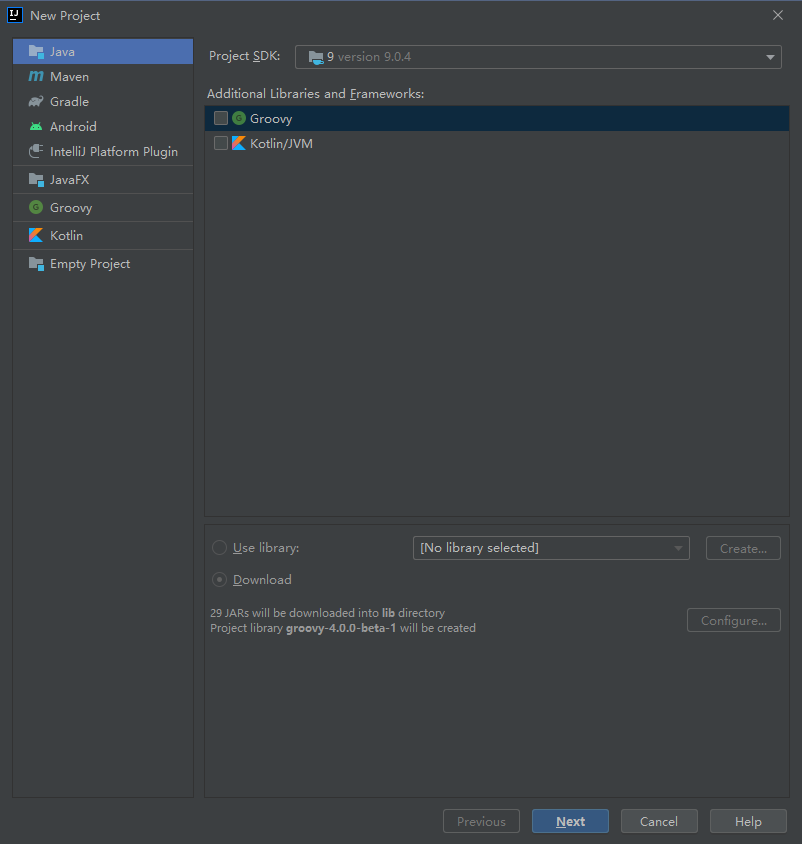 New Project
Java
Maven
Gradle
Android
IntelliJ Platform Plugin
JavaFX
Groovy
Kotlin
Empty Project
Project SDK: 9 version 9.0.4
Additional Libraries and Frameworks:
Groovy
Kotlin/JVM
Use library: [No library selected] Create...
Download
29 JARs will be downloaded into lib directory
Project library groovy-4.0.0-beta-1 will be created
Configure...
Previous Next Cancel Help